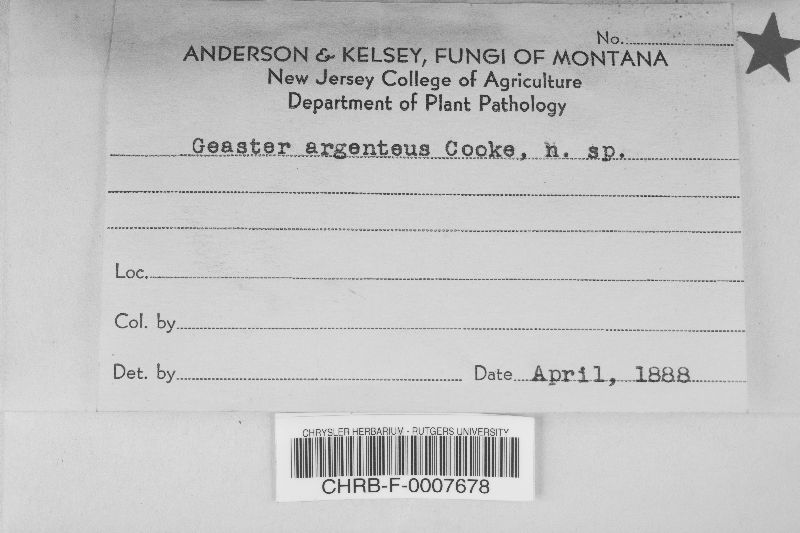 No.
ANDERSON & KELSEY, FUNGI OF MONTANA
New Jersey College of Agriculture
Department of Plant Pathology
Geaster argenteus Cooke, n. sp.
Loc.
Col. by
Det. by Date April, 1888
CHRYSLER HERBARIUM - RUTGERS UNIVERSITY
CHRB-F-0007678